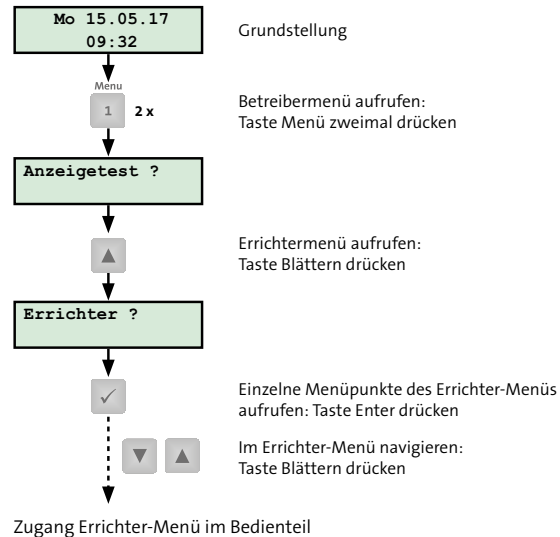 Mo 15.05.17
09:32
Grundstellung
Menu
1
2 x
Betreibermenü aufrufen:
Taste Menü zweimal drücken
Anzeigetest ?
Errichtermenü aufrufen:
Taste Blättern drücken
Errichter ?
Einzelne Menüpunkte des Errichter-Menüs
aufrufen: Taste Enter drücken
Im Errichter-Menü navigieren:
Taste Blättern drücken
Zugang Errichter-Menü im Bedienteil